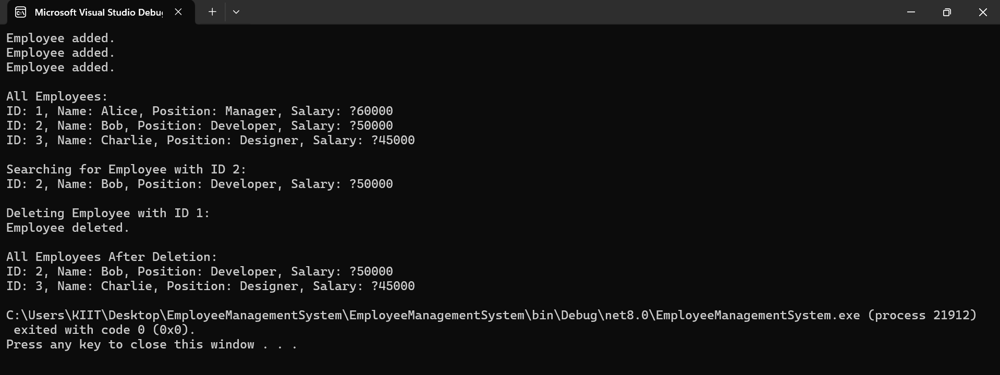 Microsoft Visual Studio Debu
Employee added.
Employee added.
Employee added.
All Employees:
ID: 1, Name: Alice, Position: Manager, Salary: ?60000
ID: 2, Name: Bob, Position: Developer, Salary: ?50000
ID: 3, Name: Charlie, Position: Designer, Salary: ?45000
Searching for Employee with ID 2:
ID: 2, Name: Bob, Position: Developer, Salary: ?50000
Deleting Employee with ID 1:
Employee deleted.
All Employees After Deletion:
ID: 2, Name: Bob, Position: Developer, Salary: ?50000
ID: 3, Name: Charlie, Position: Designer, Salary: ?45000
C:\Users\KIIT\Desktop\EmployeeManagementSystem\EmployeeManagementSystem\bin\Debug\net8.0\EmployeeManagementSystem.exe (process 21912)
exited with code 0 (0x0).
Press any key to close this window . . .